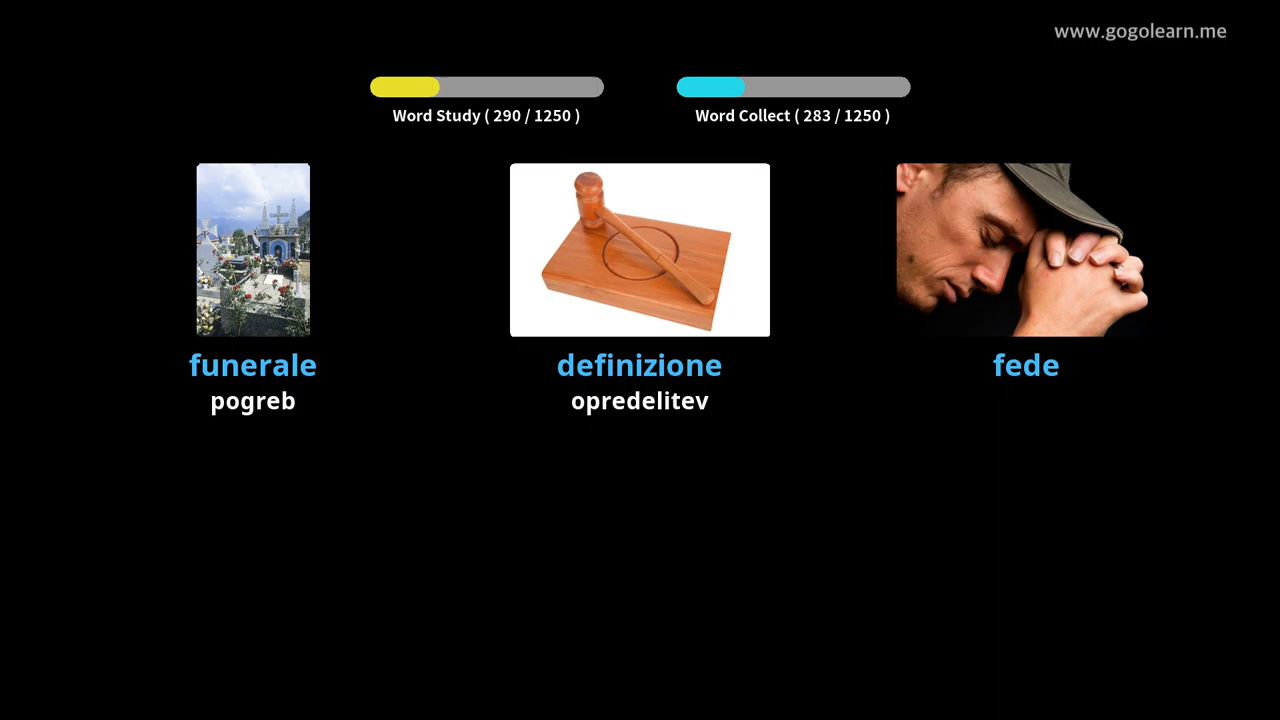 www.gogolearn.me
Word Study ( 290 / 1250 )
Word Collect ( 283 / 1250 )
funerale
definizione
fede
pogreb
opredelitev